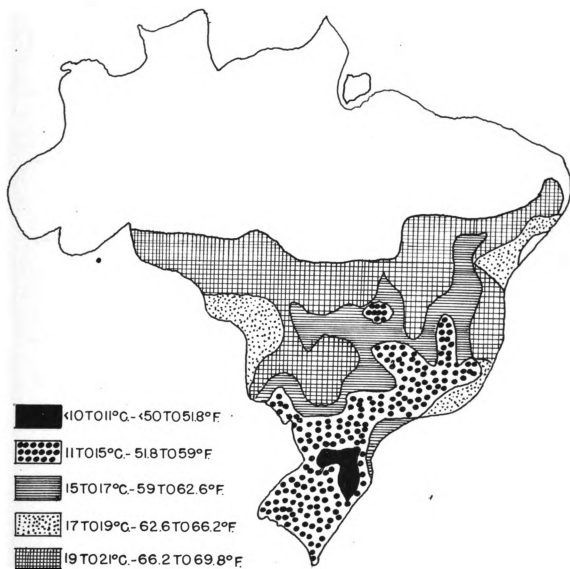 <10 TO 11°C.-<50 TO 51.8°F.
11 TO 15°C.- 51.8 TO 59°F.
15 TO 17°C.- 59 TO 62.6°F.
17 TO 19°C.- 62.6 TO 66.2°F.
19 TO 21°C.- 66.2 TO 69.8°F.